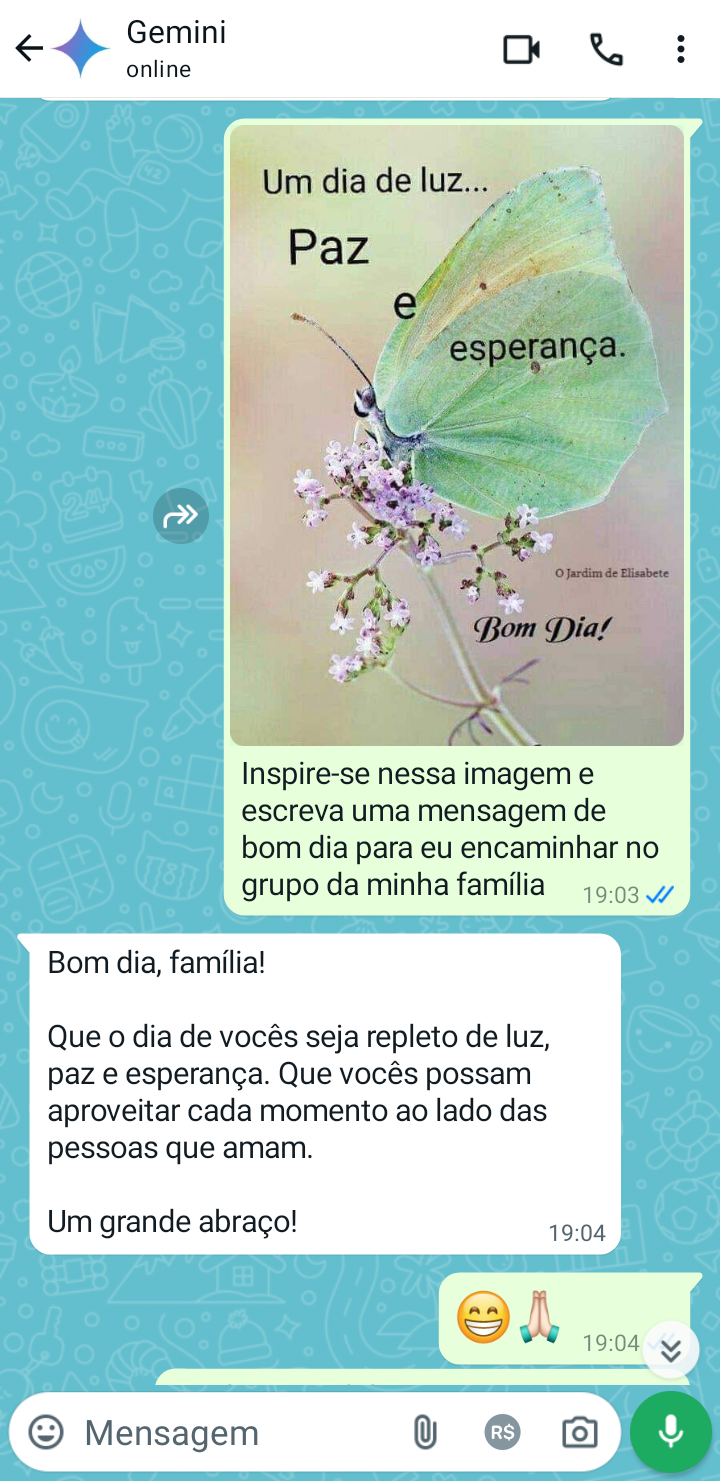 Gemini
online
Um dia de luz...
Paz
e
esperança.
O Jardim de Elisabete
Bom Dia!
Inspire-se nessa imagem e
escreva uma mensagem de
bom dia para eu encaminhar no
grupo da minha família
19:03
Bom dia, família!
Que o dia de vocês seja repleto de luz,
paz e esperança. Que vocês possam
aproveitar cada momento ao lado das
pessoas que amam.
Um grande abraço!
19:04
😁🙏🏻 19:04
Mensagem
R$